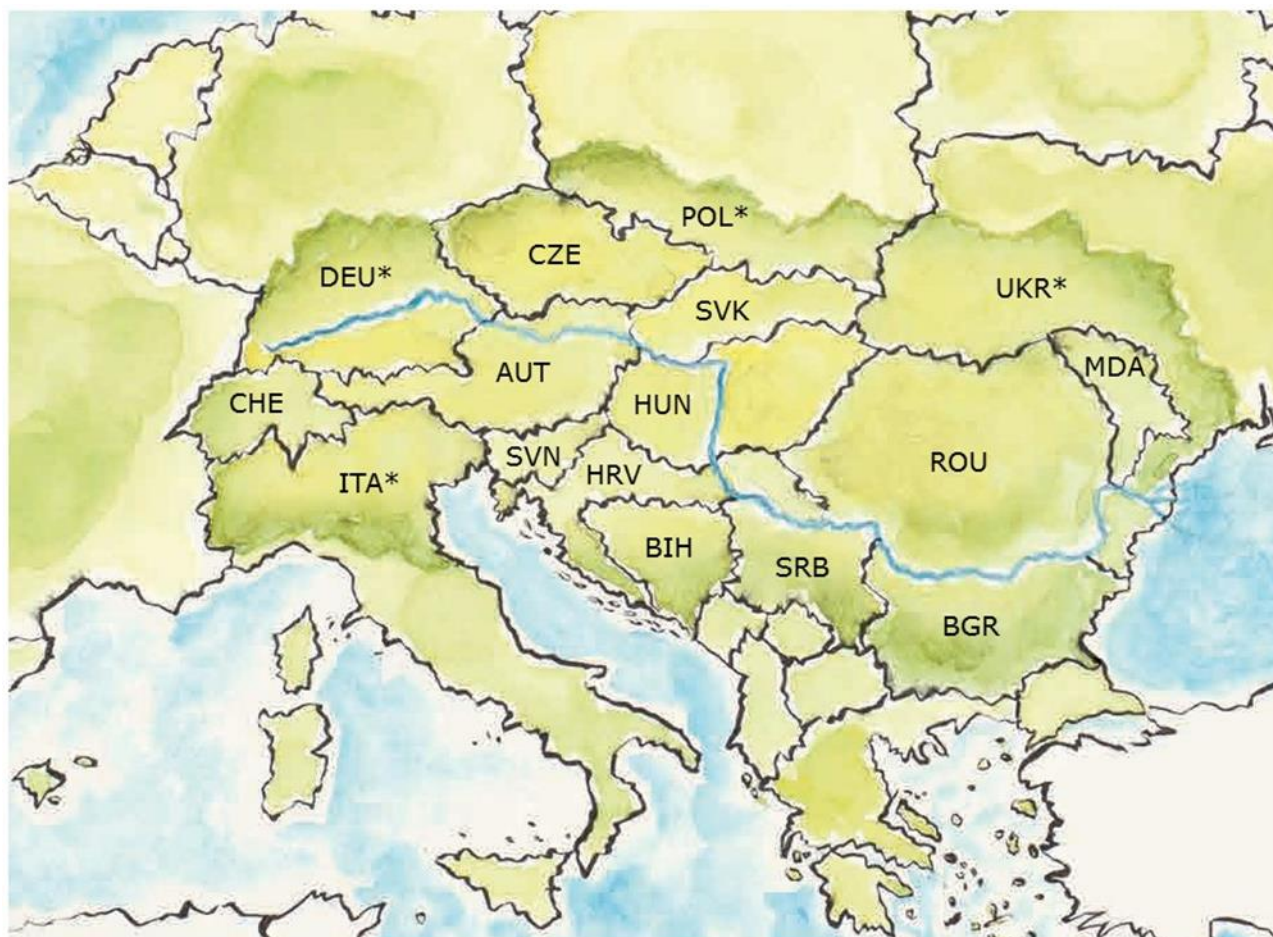 POL*
CZE
DEU*
UKR*
SVK
MDA
AUT
CHE
HUN
SVN
ROU
HRV
ITA*
BIH
SRB
BGR